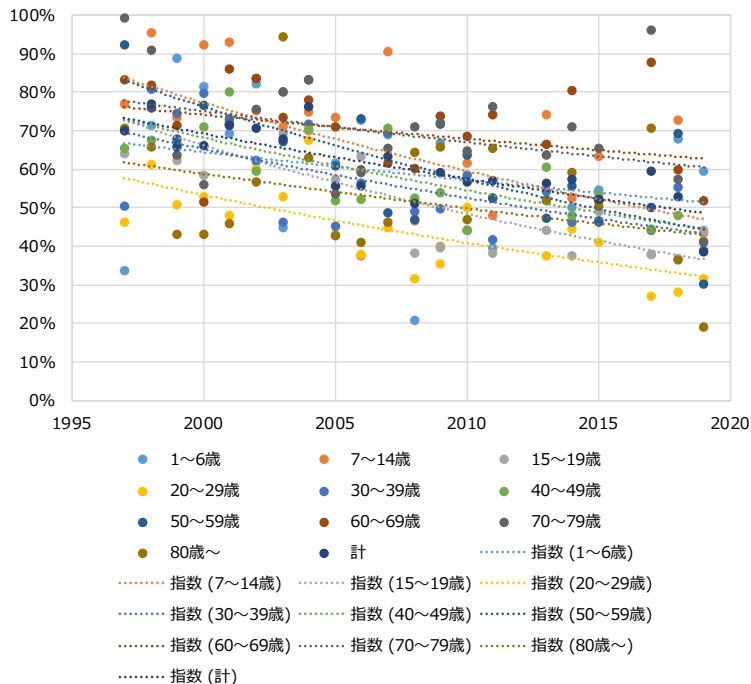 100%
90%
80%
70%
60%
50%
40%
30%
20%
10%
0%
1995 2000 2005 2010 2015 2020
1～6歳 7～14歳 15～19歳
20～29歳 30～39歳 40～49歳
50～59歳 60～69歳 70～79歳
80歳～ 計 指数 (1～6歳)
指数 (7～14歳) 指数 (15～19歳) 指数 (20～29歳)
指数 (30～39歳) 指数 (40～49歳) 指数 (50～59歳)
指数 (60～69歳) 指数 (70～79歳) 指数 (80歳～)
指数 (計)